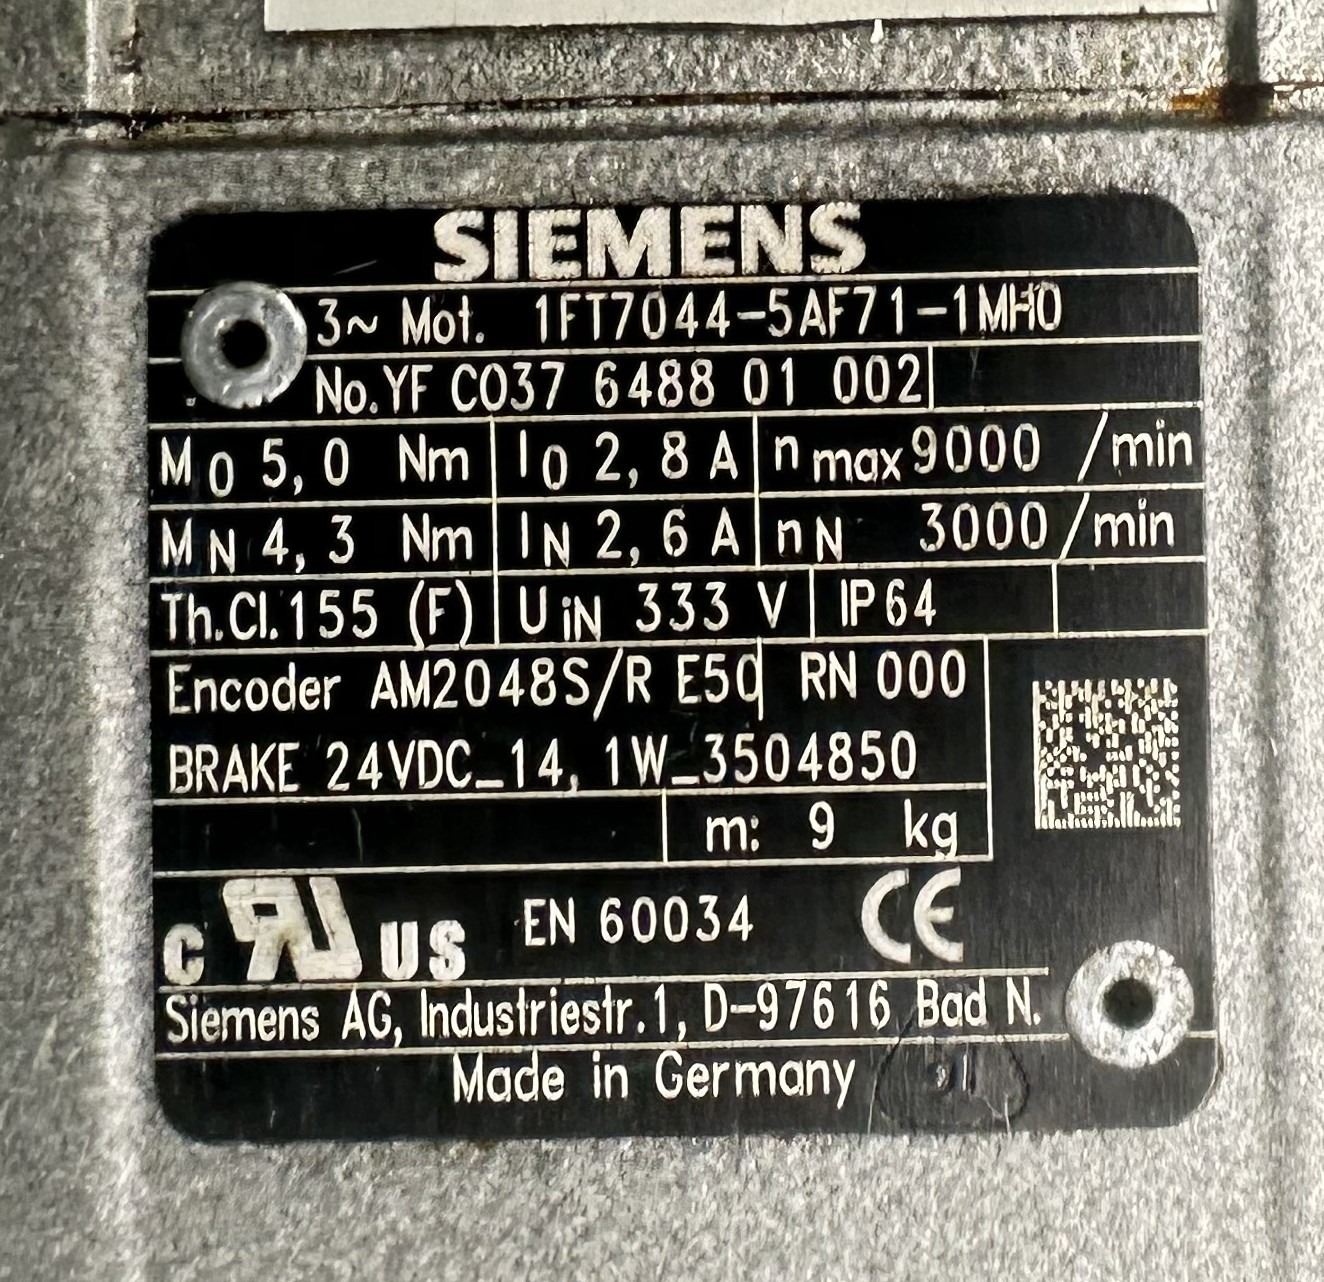 SIEMENS
3~ Mot. 1FT7044-5AF71-1MH0
No.YF C037 6488 01 002
M0 5,0 Nm I0 2,8 A nmax 9000 /min
MN 4,3 Nm IN 2,6 A nN 3000 /min
Th.Cl.155 (F) UiN 333 V IP64
Encoder AM2048S/R E50 RN 000
BRAKE 24VDC_14,1W_3504850
m: 9 kg
C RU US EN 60034 CE
Siemens AG, Industriestr.1, D-97616 Bad N.
Made in Germany